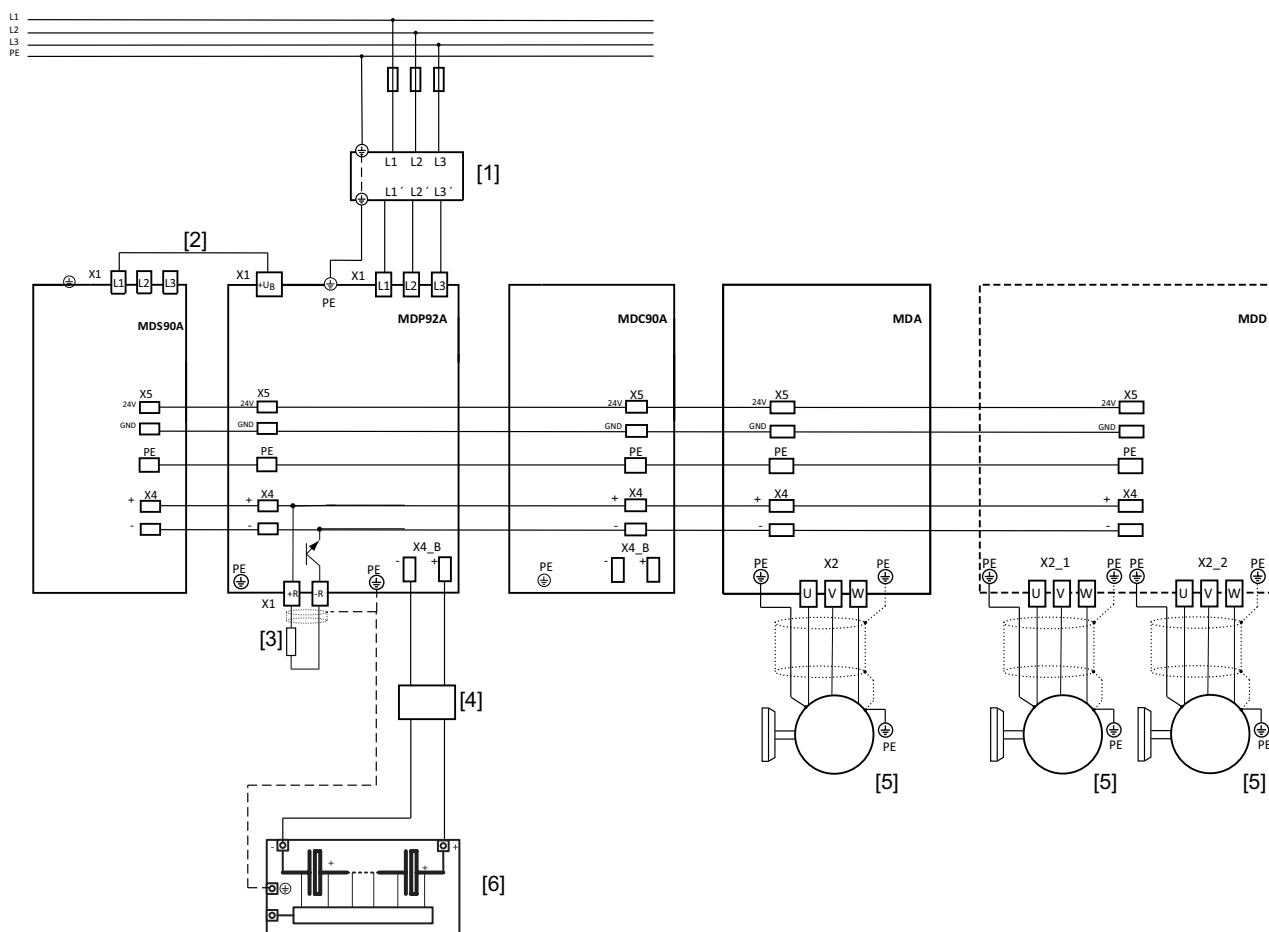 L1
L2
L3
PE
L1 L2 L3
[1]
L1´ L2´ L3´
[2]
X1 L1 L2 L3
X1 +UB
PE
X1 L1 L2 L3
MDS90A
MDP92A
MDC90A
MDA
MDD
X5 X5 X5 X5 X5
24V 24V 24V 24V 24V
GND GND GND GND GND
PE PE PE PE PE
X4 X4 X4 X4 X4
+ + + + +
- - - - -
X4_B
- +
X4_B
- +
PE PE PE PE X2 PE PE X2_1 PE PE X2_2 PE
X1 +R -R
U V W U V W U V W
[3]
[4]
PE PE PE
[5] [5] [5]
- +
+ +
[6]